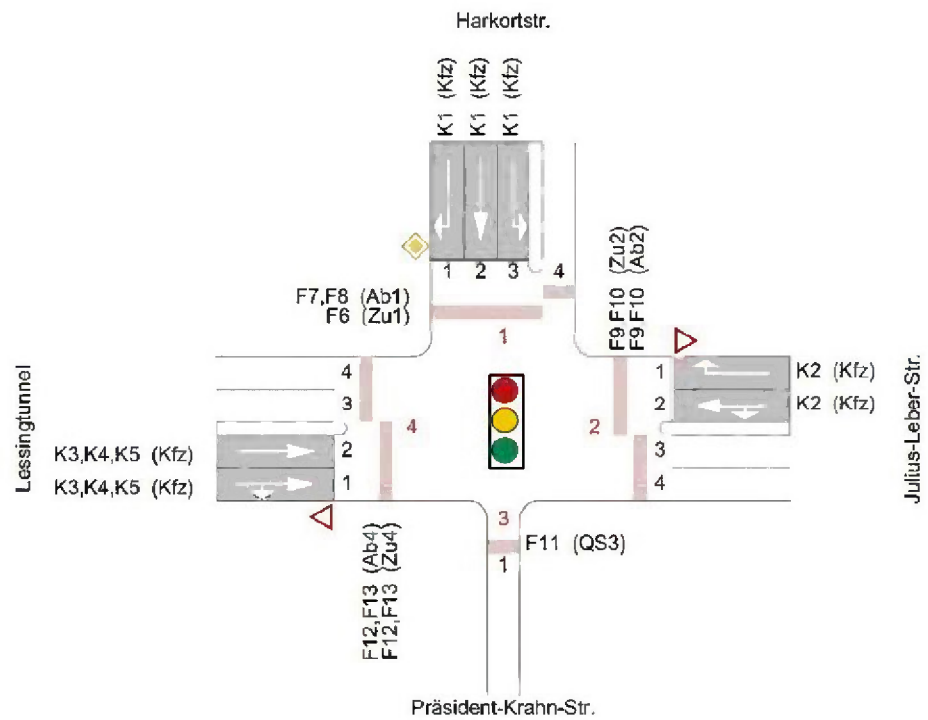 Harkortstr.
K1 (Kfz)
K1 (Kfz)
K1 (Kfz)
1
2
3
4
F7,F8 (Ab1)
F6 (Zu1)
1
F9,F10 (Zu2)
F9,F10 (Ab2)
Lessingtunnel
4
3
4
2
1
K3,K4,K5 (Kfz)
K3,K4,K5 (Kfz)
2
1
2
3
4
K2 (Kfz)
K2 (Kfz)
Julius-Leber-Str.
3
F11 (QS3)
1
F12,F13 (Ab4)
F12,F13 (Zu4)
Präsident-Krahn-Str.